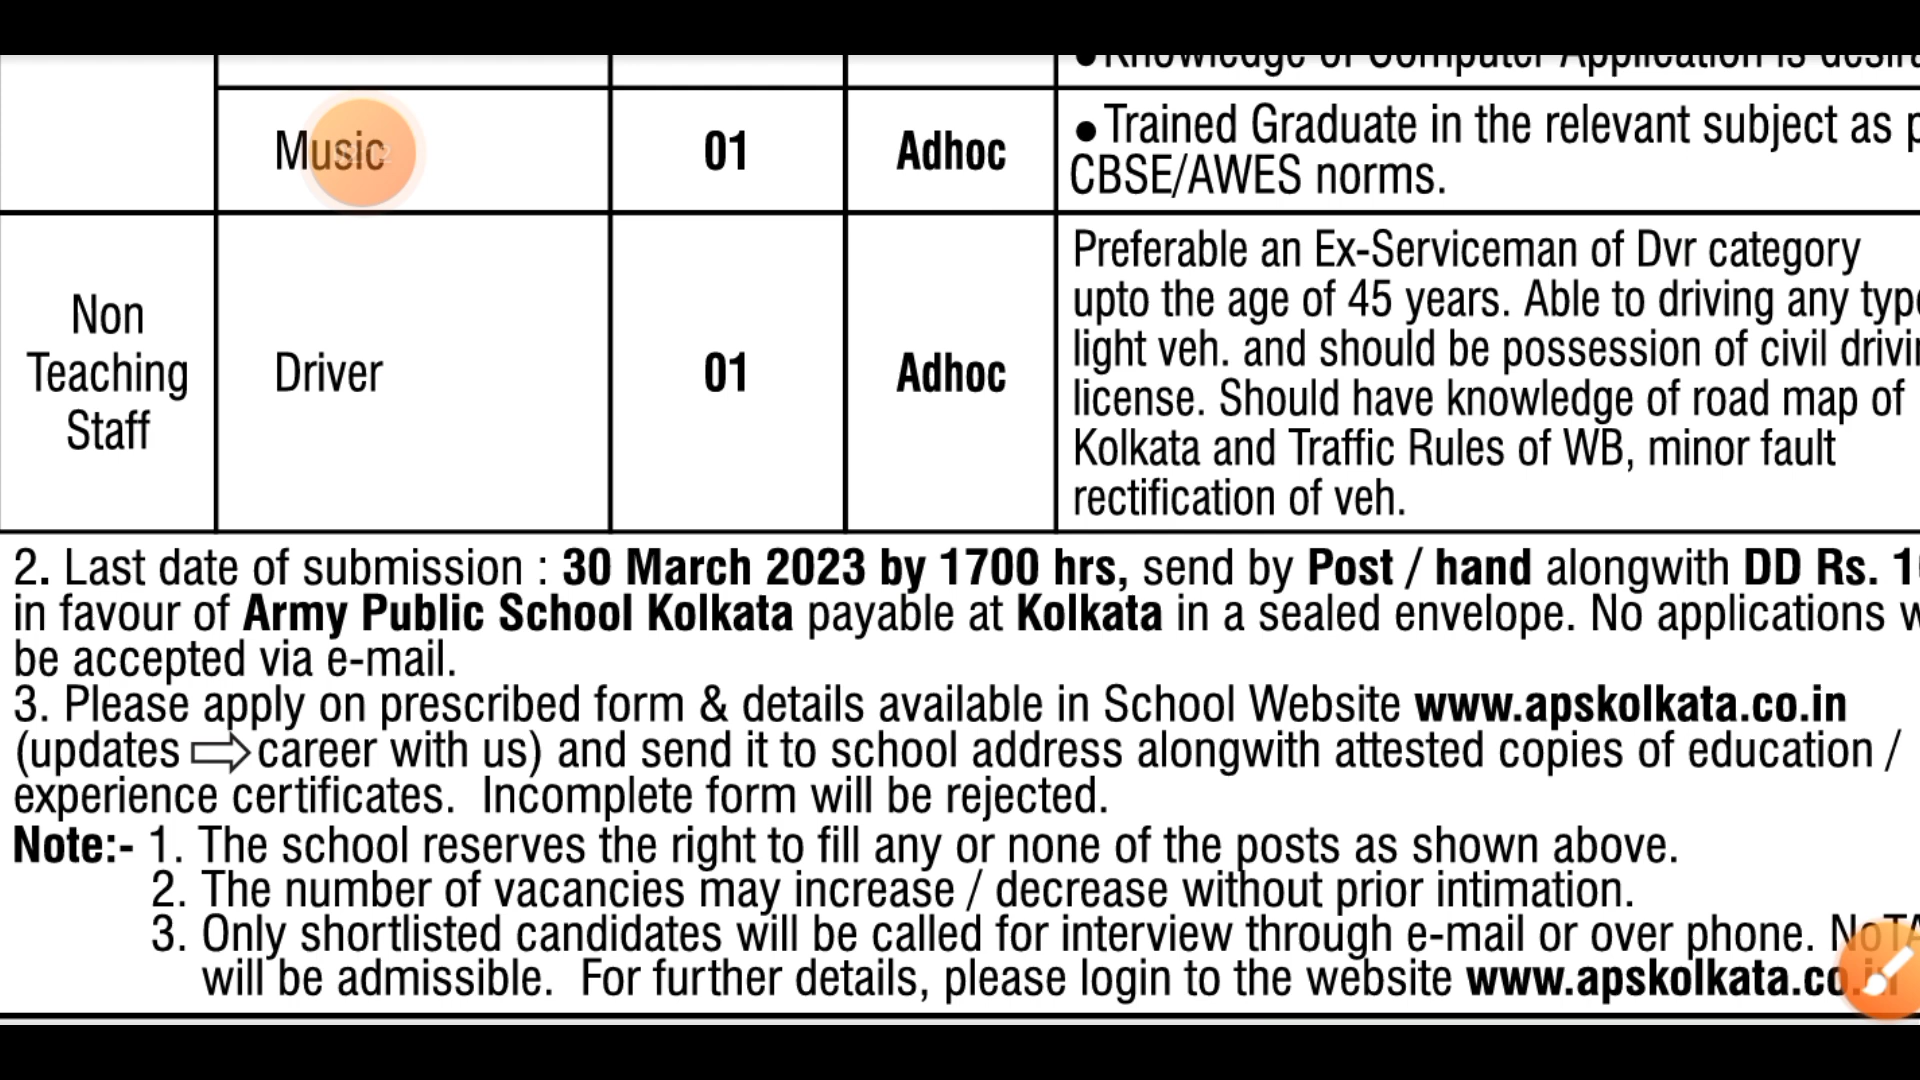 Music 01 Adhoc ●Trained Graduate in the relevant subject as
CBSE/AWES norms.
Non Teaching Staff Driver 01 Adhoc Preferable an Ex-Serviceman of Dvr category
upto the age of 45 years. Able to driving any
light veh. and should be possession of civil
license. Should have knowledge of road map of
Kolkata and Traffic Rules of WB, minor fault
rectification of veh.
2. Last date of submission : 30 March 2023 by 1700 hrs, send by Post / hand alongwith DD Rs.
in favour of Army Public School Kolkata payable at Kolkata in a sealed envelope. No applications
be accepted via e-mail.
3. Please apply on prescribed form & details available in School Website www.apskolkata.co.in
(updates ⇨ career with us) and send it to school address alongwith attested copies of education /
experience certificates. Incomplete form will be rejected.
Note:- 1. The school reserves the right to fill any or none of the posts as shown above.
2. The number of vacancies may increase / decrease without prior intimation.
3. Only shortlisted candidates will be called for interview through e-mail or over phone.
will be admissible. For further details, please login to the website www.apskolkata.co.in